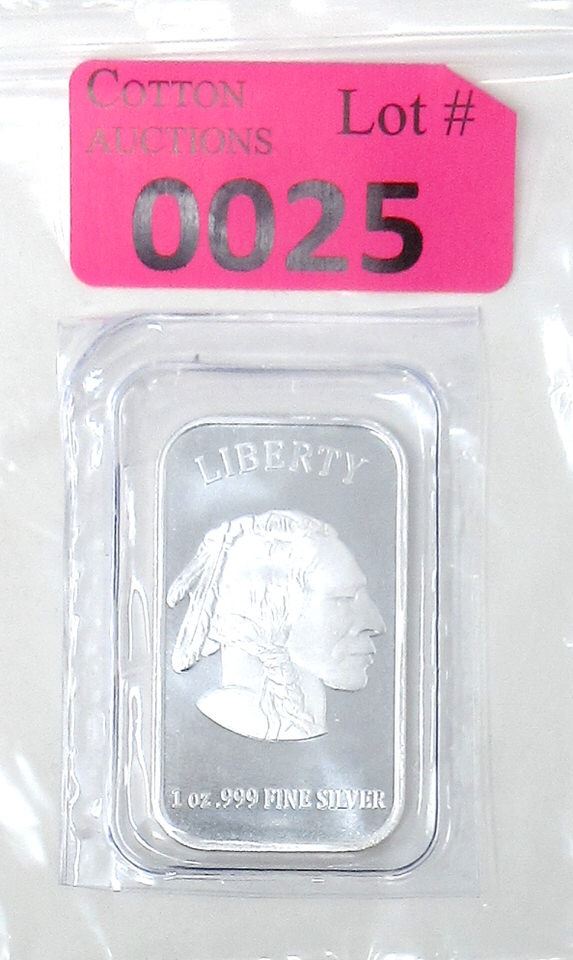 COTTON
AUCTIONS
Lot #
0025
LIBERTY
1 oz .999 FINE SILVER